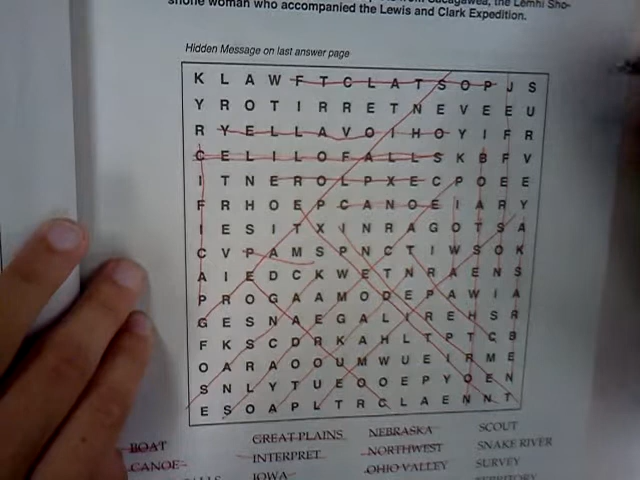 shone woman who accompanied the Lewis and Clark Expedition.
Hidden Message on last answer page
K L A W F T C L A T S O P J S
Y R O T I R R E T N E V E E U
R Y E L L A V O I H O Y I F R
C E L I L O F A L L S K B F V
I T N E R O L P X E C P O E E
F R H O E P C A N O E I A R Y
I E S I T X I N R A G O T S A
C V P A M S P N C T I W S O K
A I E D C K W E T N R A E N S
P R O G A A M O D E P A W I A
G E S N A E G A L I R E H S R
F K S C D R K A H L T P T C B
O A R A O O U M W U E I R M E
S N L Y T U E O O E P Y O E N
E S O A P L T R C L A E N N T
BOAT GREAT PLAINS NEBRASKA SCOUT
CANOE INTERPRET NORTHWEST SNAKE RIVER
IOWA OHIO VALLEY SURVEY